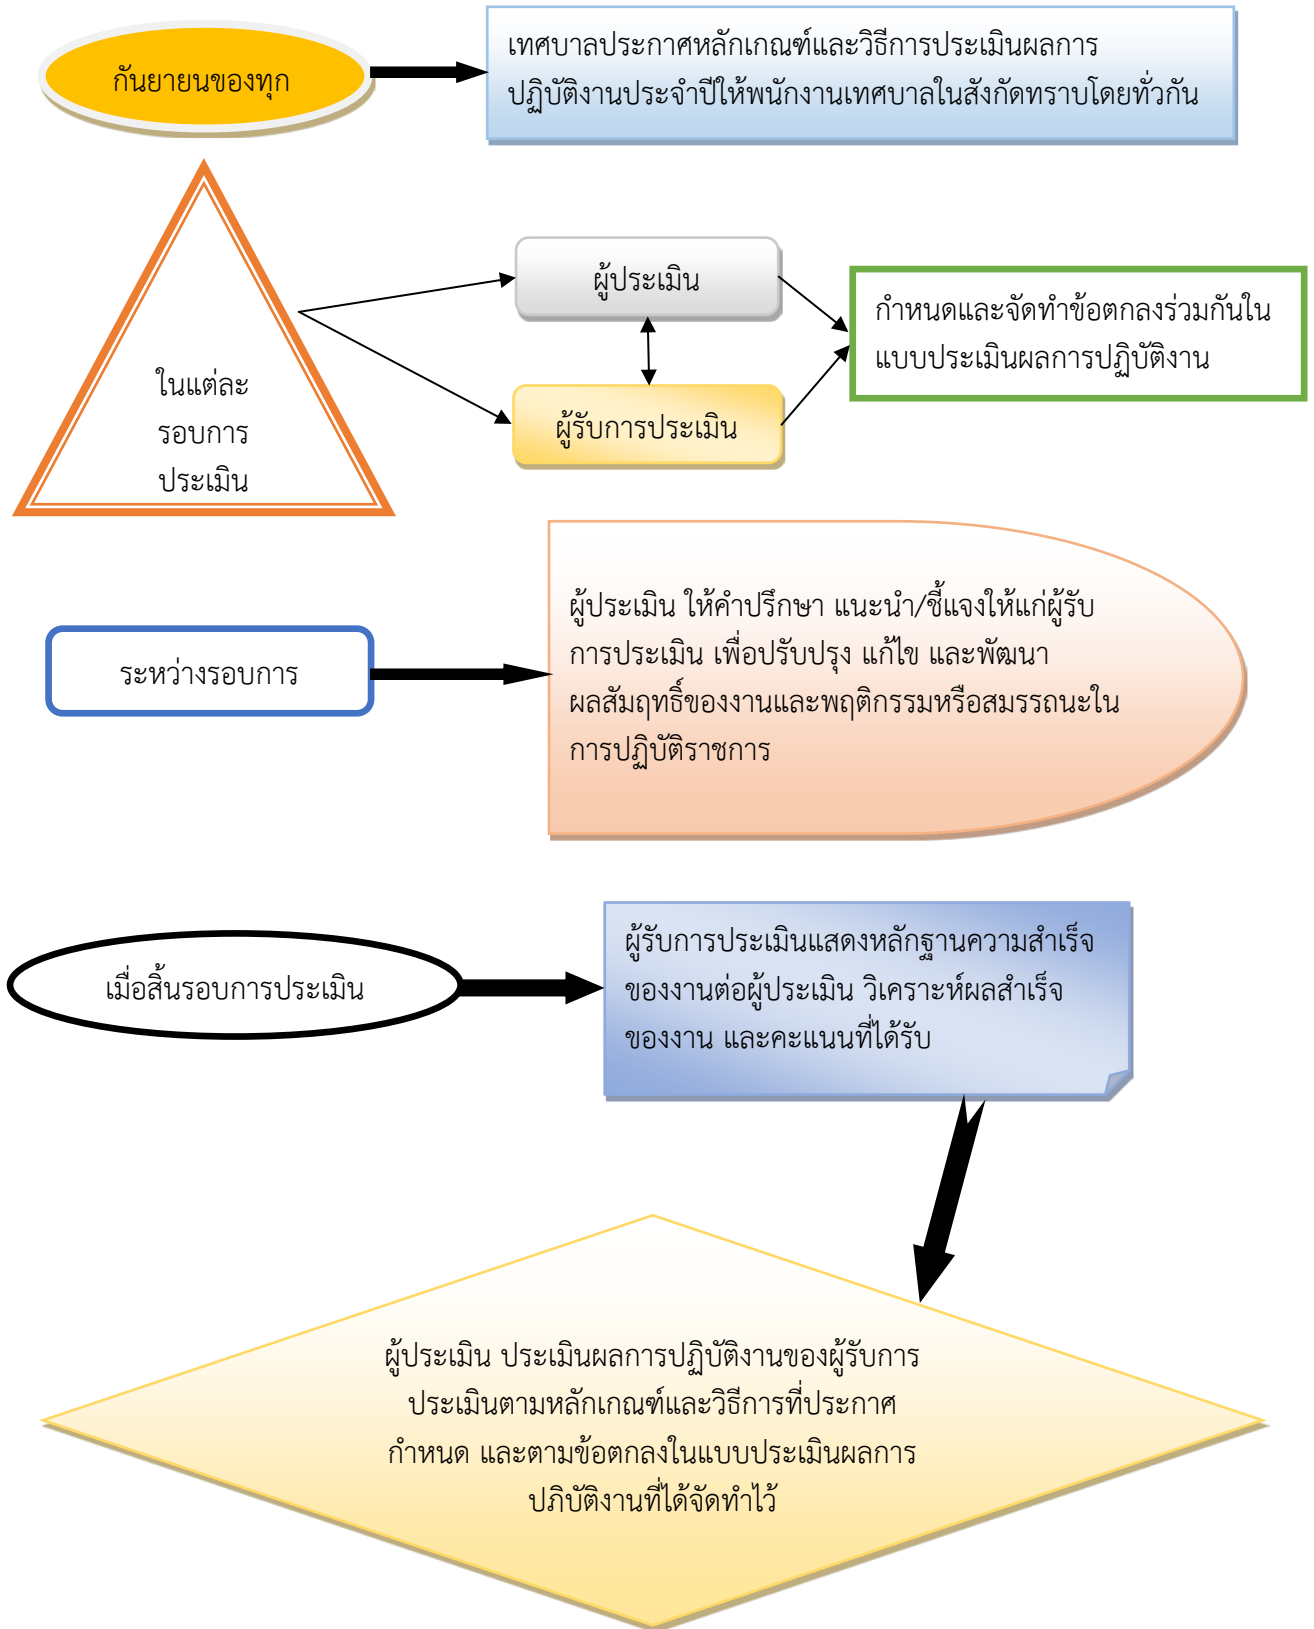 กันยายนของทุก
เทศบาลประกาศหลักเกณฑ์และวิธีการประเมินผลการ
ปฏิบัติงานประจำปีให้พนักงานเทศบาลในสังกัดทราบโดยทั่วกัน
ในแต่ละ
รอบการ
ประเมิน
ผู้ประเมิน
ผู้รับการประเมิน
กำหนดและจัดทำข้อตกลงร่วมกันใน
แบบประเมินผลการปฏิบัติงาน
ระหว่างรอบการ
ผู้ประเมิน ให้คำปรึกษา แนะนำ/ชี้แจงให้แก่ผู้รับ
การประเมิน เพื่อปรับปรุง แก้ไข และพัฒนา
ผลสัมฤทธิ์ของงานและพฤติกรรมหรือสมรรถนะใน
การปฏิบัติราชการ
เมื่อสิ้นรอบการประเมิน
ผู้รับการประเมินแสดงหลักฐานความสำเร็จ
ของงานต่อผู้ประเมิน วิเคราะห์ผลสำเร็จ
ของงาน และคะแนนที่ได้รับ
ผู้ประเมิน ประเมินผลการปฏิบัติงานของผู้รับการ
ประเมินตามหลักเกณฑ์และวิธีการที่ประกาศ
กำหนด และตามข้อตกลงในแบบประเมินผลการ
ปภิบัติงานที่ได้จัดทำไว้